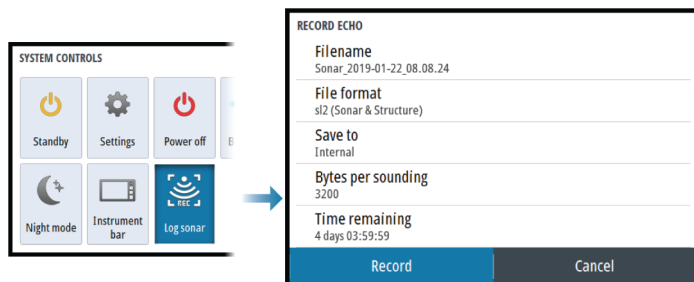 SYSTEM CONTROLS
Standby
Settings
Power off
B
Night mode
Instrument
bar
REC
Log sonar
RECORD ECHO
Filename
Sonar_2019-01-22_08.08.24
File format
sl2 (Sonar & Structure)
Save to
Internal
Bytes per sounding
3200
Time remaining
4 days 03:59:59
Record
Cancel